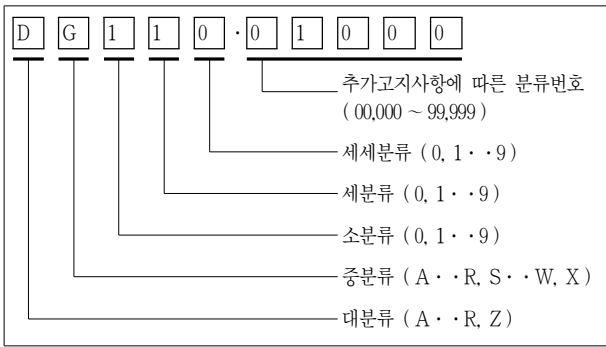 D G 1 1 0 · 0 1 0 0 0
추가고지사항에 따른 분류번호
( 00,000 ~ 99,999 )
세세분류 ( 0, 1 · · 9 )
세분류 ( 0, 1 · · 9 )
소분류 ( 0, 1 · · 9 )
중분류 ( A · · R, S · · W, X )
대분류 ( A · · R, Z )